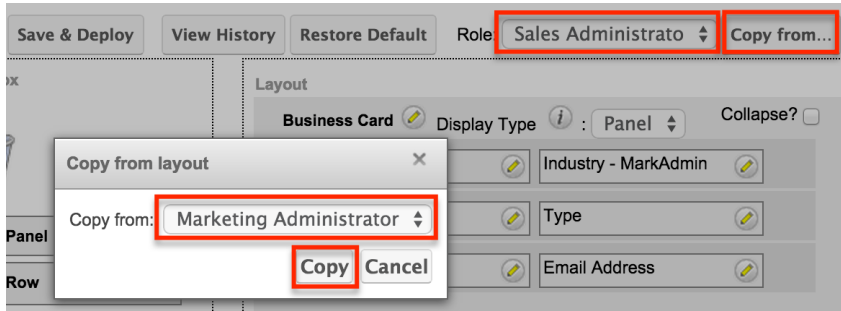 Save & Deploy View History Restore Default Role: Sales Administrato Copy from...
Layout
Business Card Display Type i : Panel Collapse?
Copy from layout ×
Industry - MarkAdmin
Copy from: Marketing Administrator
Type
Panel
Copy Cancel
Email Address
Row